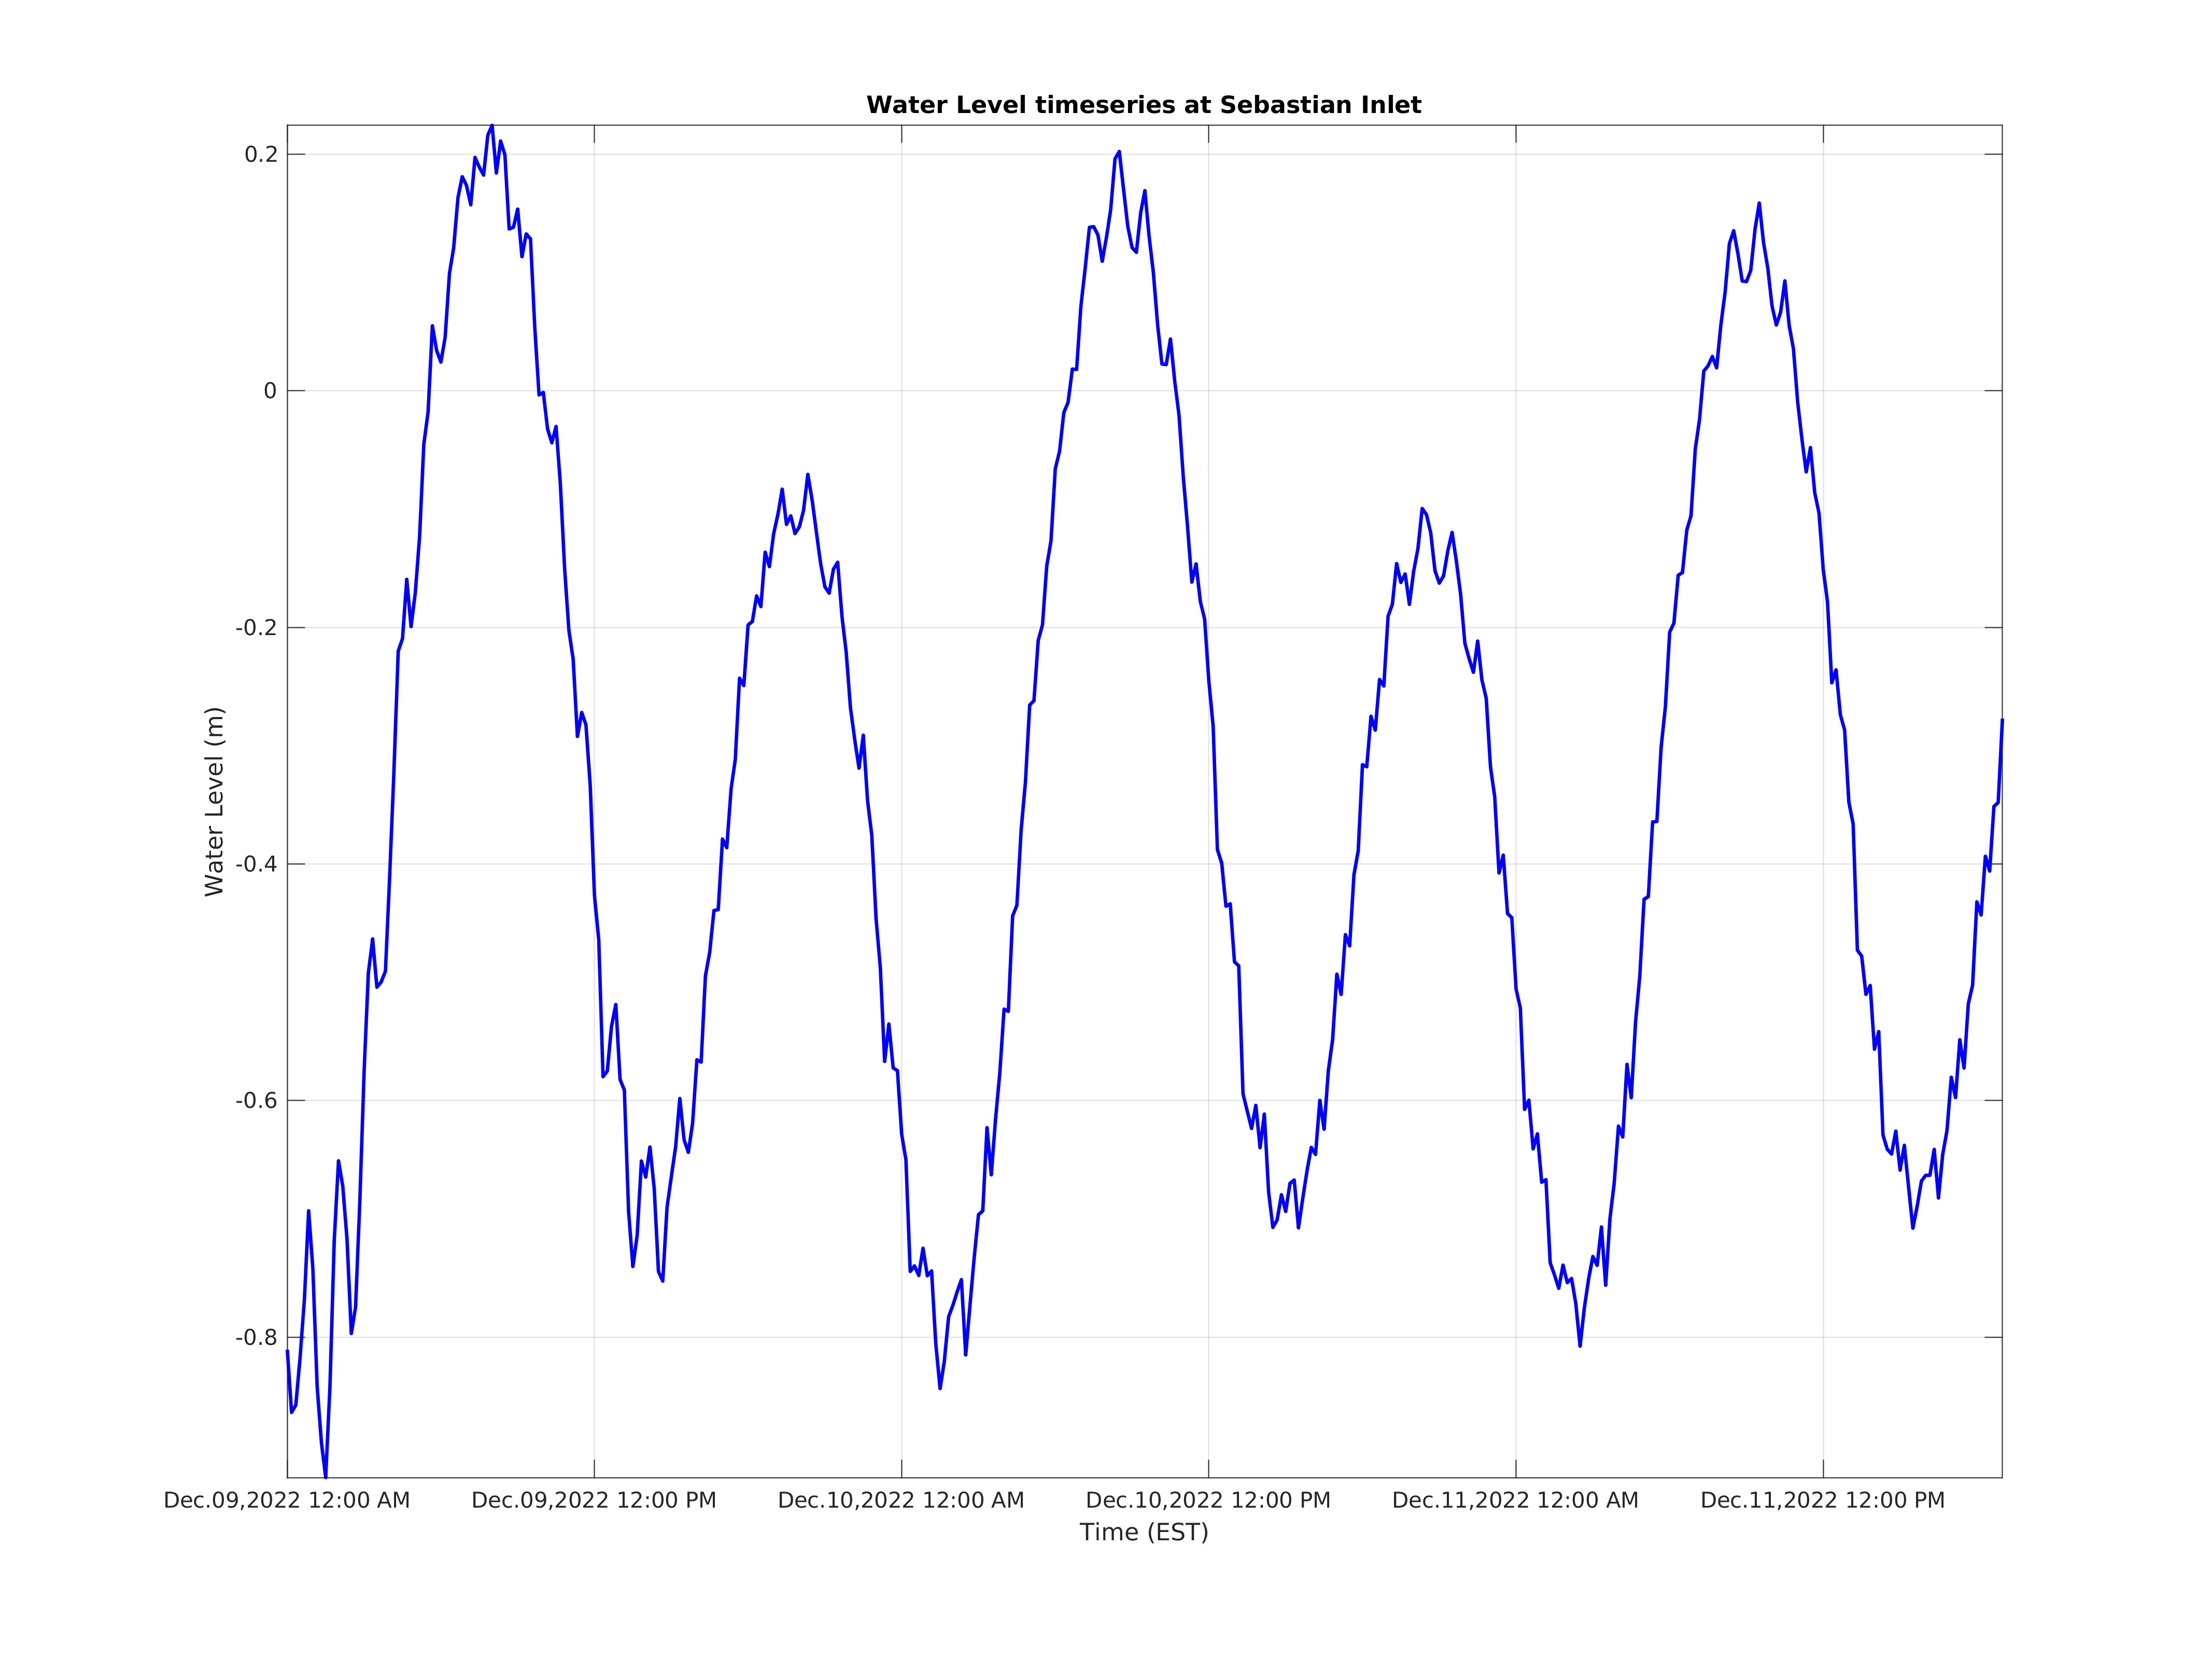 Water Level timeseries at Sebastian Inlet
0.2
0
-0.2
-0.4
-0.6
-0.8
Water Level (m)
Dec.09,2022 12:00 AM
Dec.09,2022 12:00 PM
Dec.10,2022 12:00 AM
Dec.10,2022 12:00 PM
Dec.11,2022 12:00 AM
Dec.11,2022 12:00 PM
Time (EST)